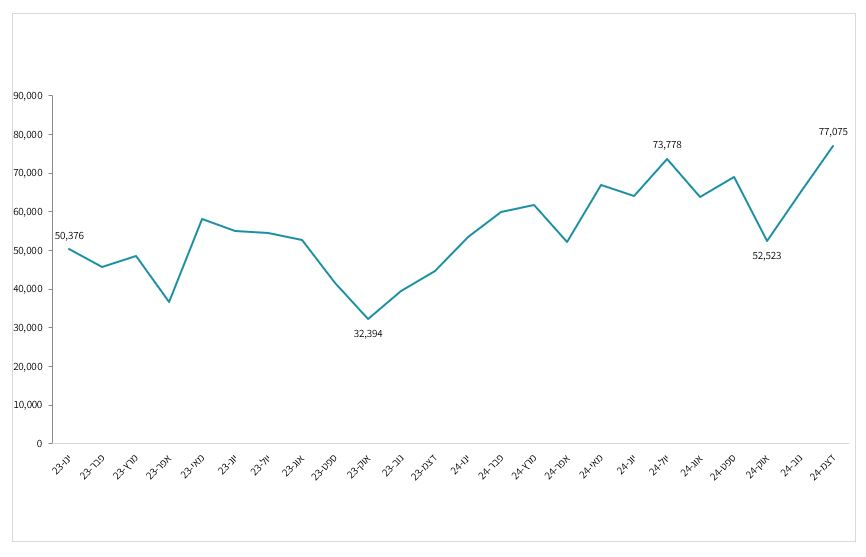 90,000
80,000
70,000
60,000
50,000
40,000
30,000
20,000
10,000
0
50,376
32,394
73,778
52,523
77,075
ינו-23
פבר-23
מרץ-23
אפר-23
מאי-23
יונ-23
יול-23
אוג-23
ספט-23
אוק-23
נוב-23
דצמ-23
ינו-24
פבר-24
מרץ-24
אפר-24
מאי-24
יונ-24
יול-24
אוג-24
ספט-24
אוק-24
נוב-24
דצמ-24